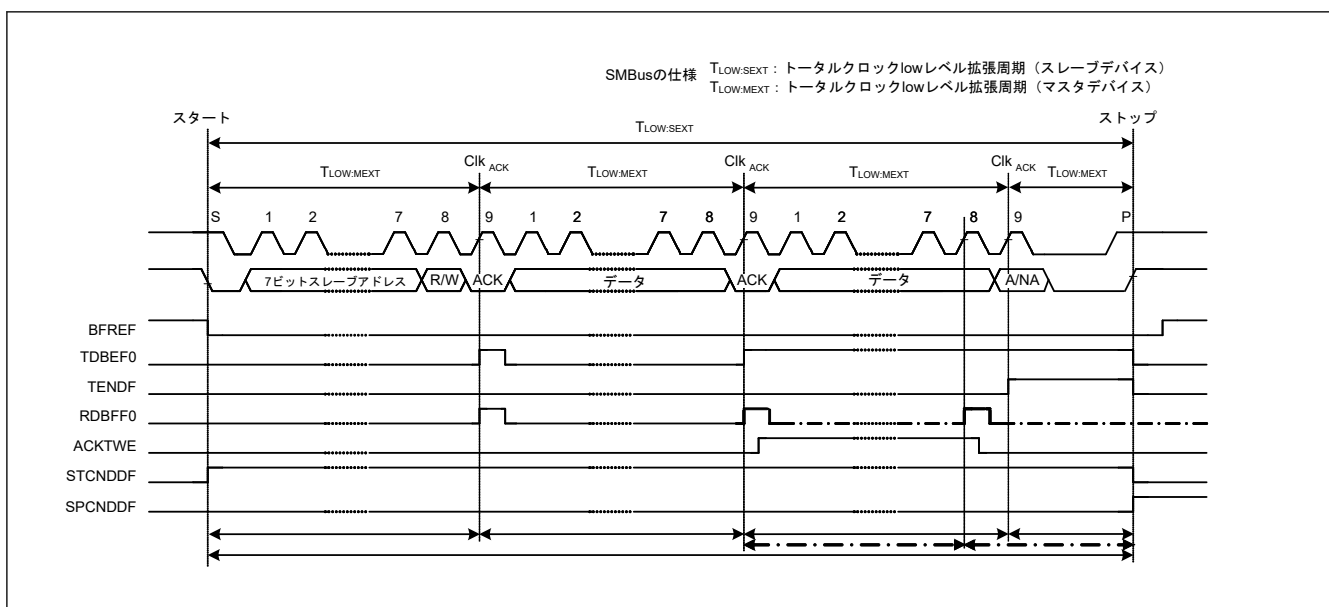 SMBusの仕様 TLOW:SEXT : トータルクロックlowレベル拡張周期（スレーブデバイス）
TLOW:MEXT : トータルクロックlowレベル拡張周期（マスタデバイス）
スタート ストップ
TLOW:SEXT
ClkACK ClkACK ClkACK
TLOW:MEXT TLOW:MEXT TLOW:MEXT TLOW:MEXT
S 1 2 7 8 9 1 2 7 8 9 1 2 7 8 9 P
7ビットスレーブアドレス R/W ACK データ ACK データ A/NA
BFREF
TDBEF0
TENDF
RDBFF0
ACKTWE
STCNDDF
SPCNDDF